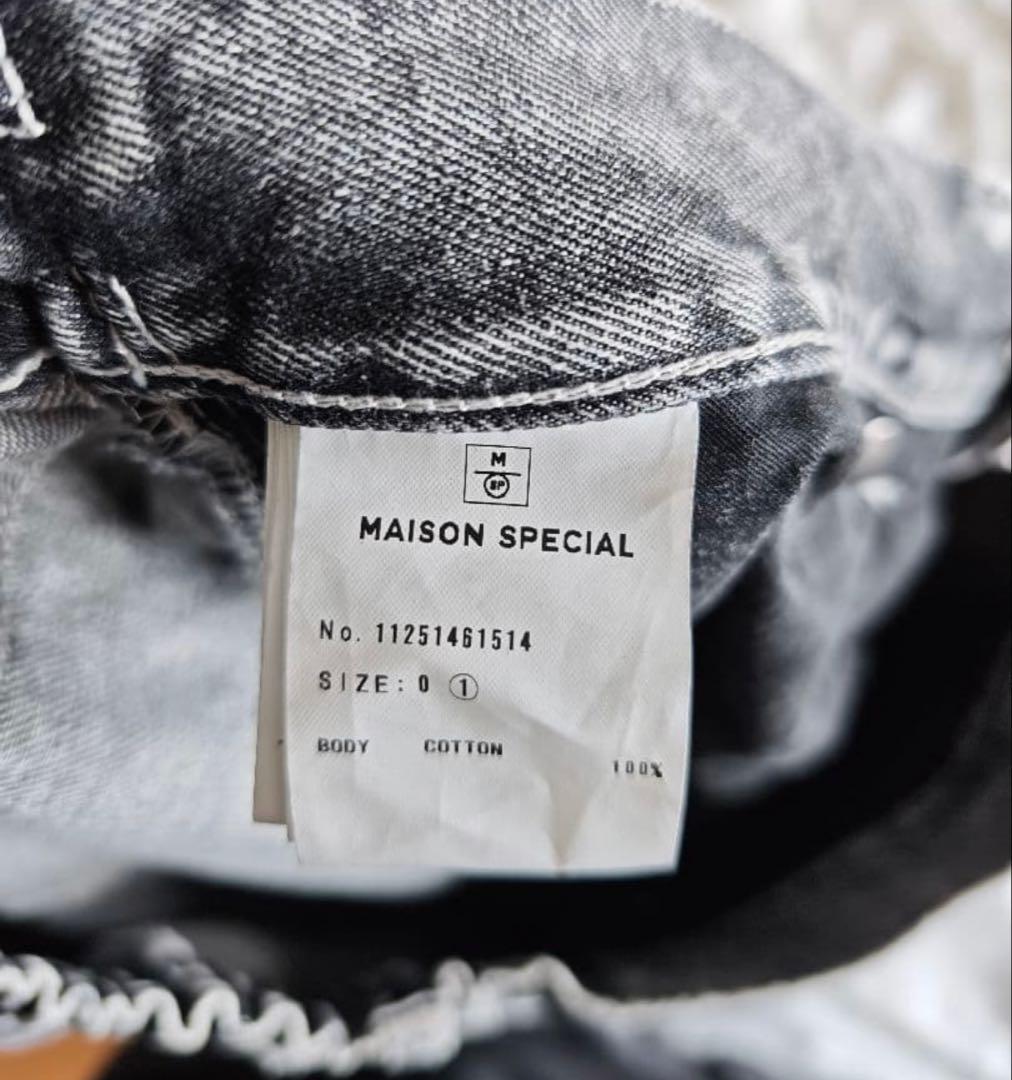 M
SP
MAISON SPECIAL
No. 11251461514
SIZE: 0 ①
BODY COTTON
100%